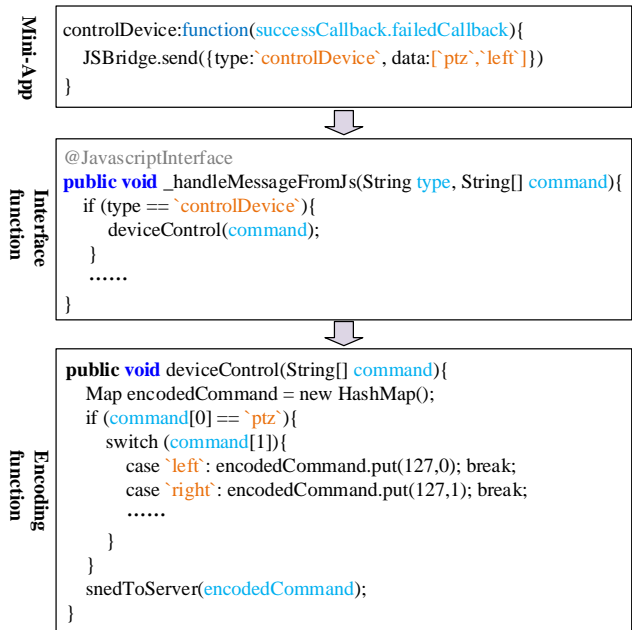 Mini-App
controlDevice:function(successCallback.failedCallback){
JSBridge.send({type:`controlDevice`, data:[`ptz`,`left`]})
}
Interface
function
@JavascriptInterface
public void _handleMessageFromJs(String type, String[] command){
if (type == `controlDevice`){
deviceControl(command);
}
……
}
Encoding
function
public void deviceControl(String[] command){
Map encodedCommand = new HashMap();
if (command[0] == `ptz`){
switch (command[1]){
case `left`: encodedCommand.put(127,0); break;
case `right`: encodedCommand.put(127,1); break;
……
}
}
snedToServer(encodedCommand);
}